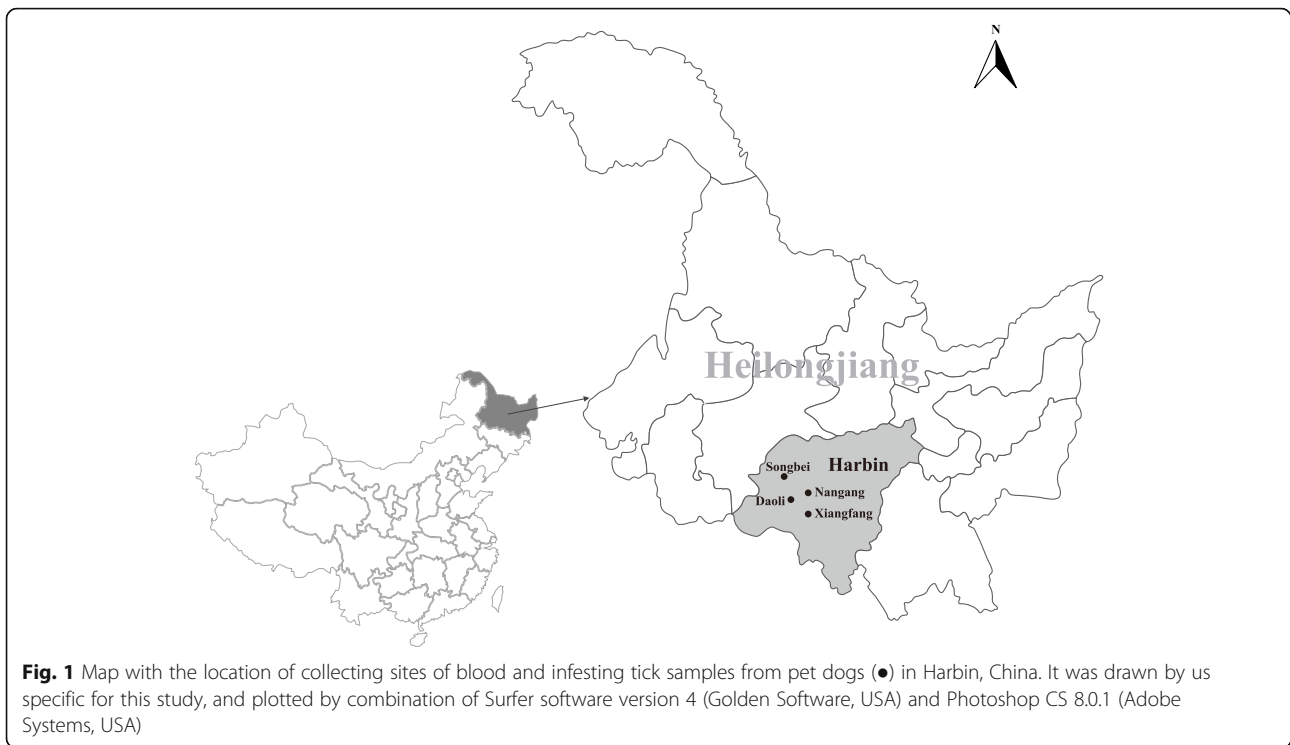 N
Heilongjiang
Songbei
Harbin
Daoli
Nangang
Xiangfang
Fig. 1 Map with the location of collecting sites of blood and infesting tick samples from pet dogs (●) in Harbin, China. It was drawn by us
specific for this study, and plotted by combination of Surfer software version 4 (Golden Software, USA) and Photoshop CS 8.0.1 (Adobe
Systems, USA)